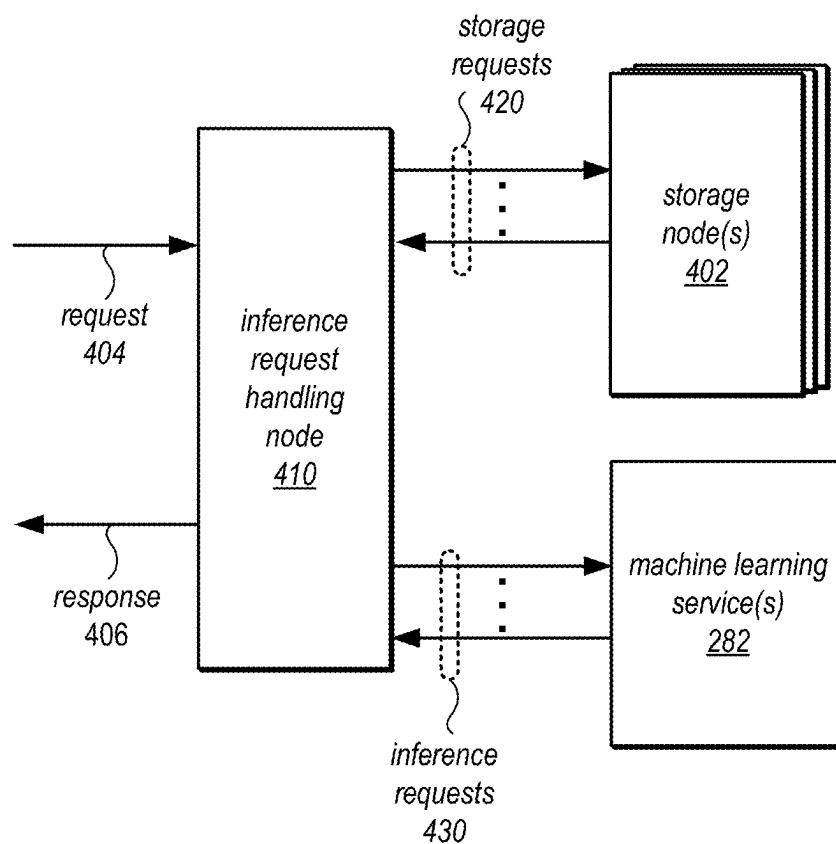 storage
requests
420
storage
node(s)
402
request
404
inference
request
handling
node
410
response
406
machine learning
service(s)
282
inference
requests
430